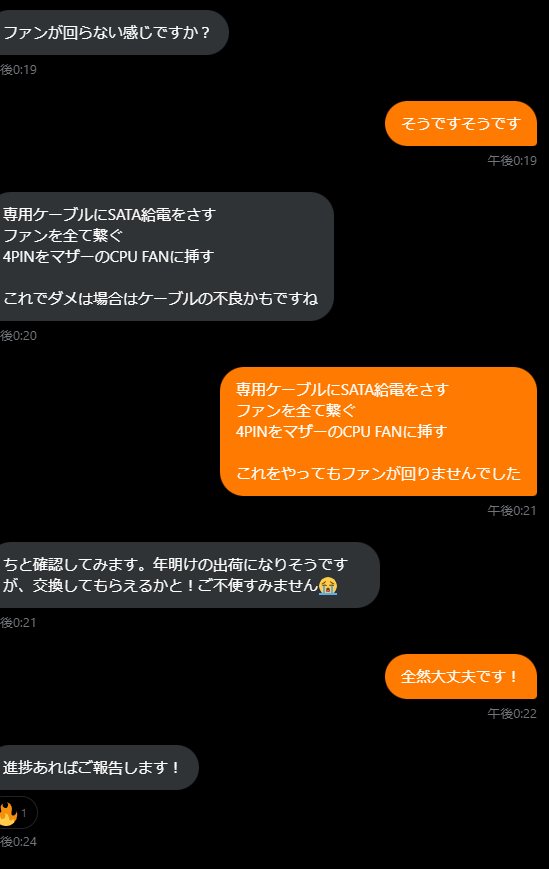 ファンが回らない感じですか？
後0:19
そうですそうです
午後0:19
専用ケーブルにSATA給電をさす
ファンを全て繋ぐ
4PINをマザーのCPU FANに挿す
これでダメは場合はケーブルの不良かもですね
後0:20
専用ケーブルにSATA給電をさす
ファンを全て繋ぐ
4PINをマザーのCPU FANに挿す
これをやってもファンが回りませんでした
午後0:21
ちと確認してみます。年明けの出荷になりそうです
が、交換してもらえるかと！ご不便すみません😭
後0:21
全然大丈夫です！
午後0:22
進捗あればご報告します！
🔥 1
後0:24